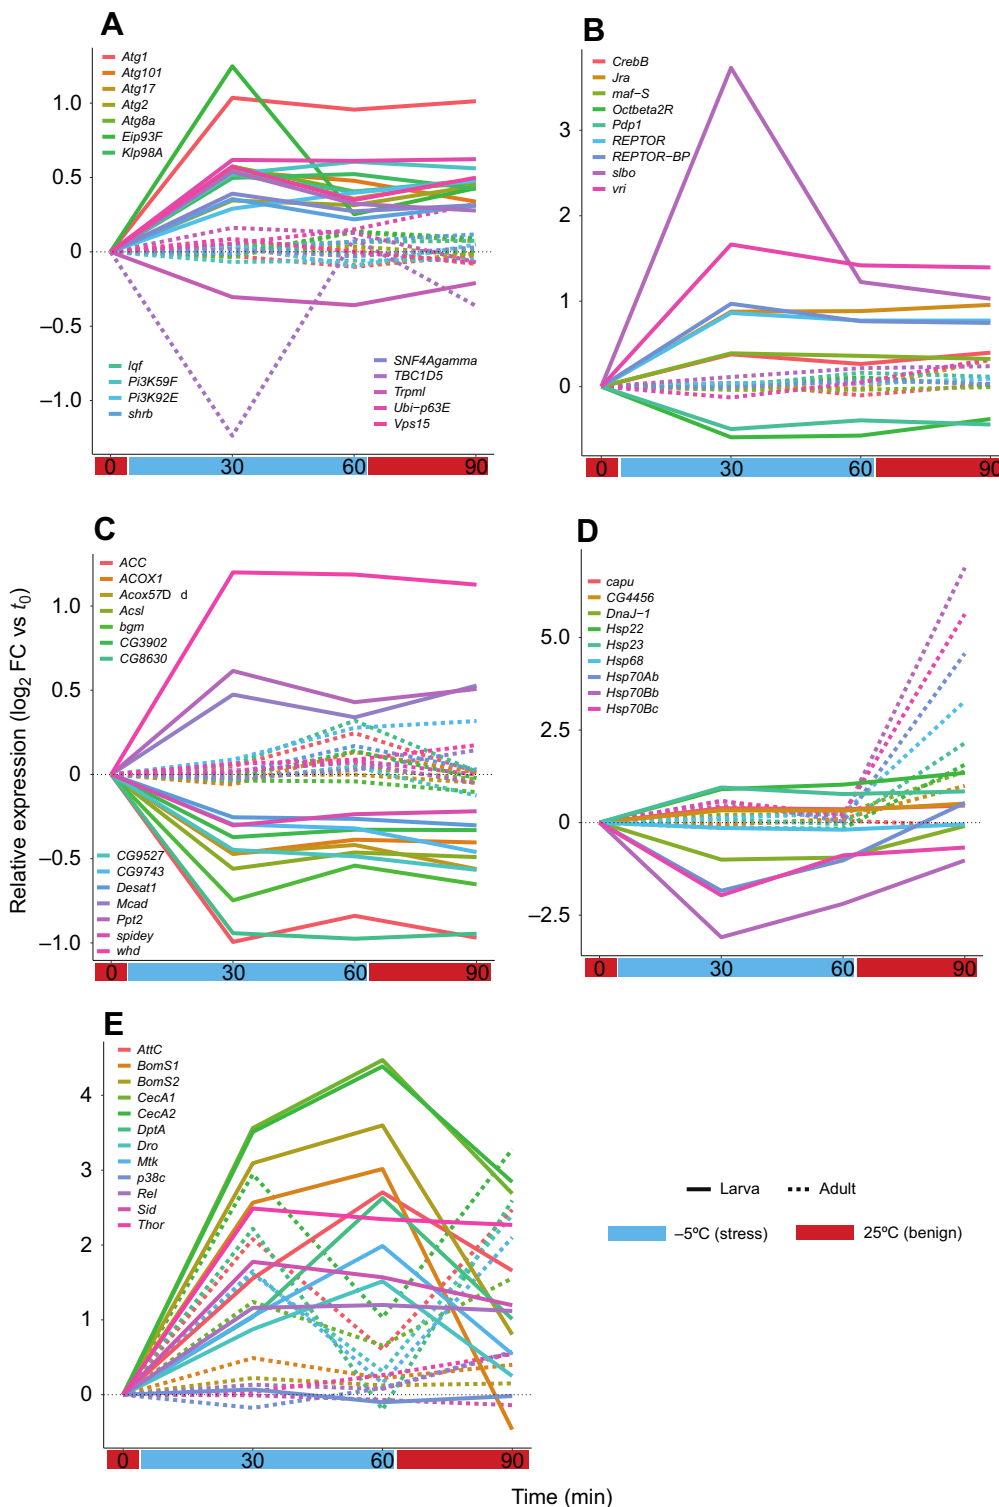 A
Atg1
Atg101
Atg17
Atg2
Atg8a
Eip93F
Klp98A
1.0
0.5
0
–0.5
–1.0
lqf
Pi3K59F
Pi3K92E
shrb
SNF4Agamma
TBC1D5
Trpml
Ubi−p63E
Vps15
0 30 60 90
B
CrebB
Jra
maf−S
Octbeta2R
Pdp1
REPTOR
REPTOR−BP
slbo
vri
3
2
1
0
0 30 60 90
Relative expression (log2 FC vs t0)
C
ACC
ACOX1
Acox57D d
Acsl
bgm
CG3902
CG8630
1.0
0.5
0
–0.5
–1.0
CG9527
CG9743
Desat1
Mcad
Ppt2
spidey
whd
0 30 60 90
D
capu
CG4456
DnaJ-1
Hsp22
Hsp23
Hsp68
Hsp70Ab
Hsp70Bb
Hsp70Bc
5.0
2.5
0
–2.5
0 30 60 90
E
AttC
BomS1
BomS2
CecA1
CecA2
DptA
Dro
Mtk
p38c
Rel
Sid
Thor
4
3
2
1
0
0 30 60 90
Larva Adult
–5ºC (stress) 25ºC (benign)
Time (min)